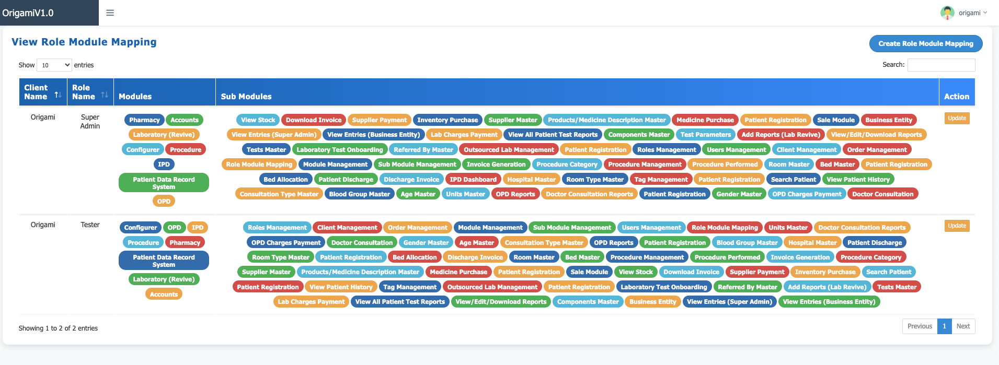 OrigamiV1.0
origami
View Role Module Mapping
Create Role Module Mapping
Show 10 entries
Search:
Client Name
Role Name
Modules
Sub Modules
Action
Origami
Super Admin
Pharmacy Accounts
Laboratory (Revive)
Configurer Procedure
IPD
Patient Data Record
System
OPD
View Stock Download Invoice Supplier Payment Inventory Purchase Supplier Master Products/Medicine Description Master Medicine Purchase Patient Registration Sale Module Business Entity
View Entries (Super Admin) View Entries (Business Entity) Lab Charges Payment View All Patient Test Reports Components Master Test Parameters Add Reports (Lab Revive) View/Edit/Download Reports
Tests Master Laboratory Test Onboarding Referred By Master Outsourced Lab Management Patient Registration Roles Management Users Management Client Management Order Management
Role Module Mapping Module Management Sub Module Management Invoice Generation Procedure Category Procedure Management Procedure Performed Room Master Bed Master Patient Registration
Bed Allocation Patient Discharge Discharge Invoice IPD Dashboard Hospital Master Room Type Master Tag Management Patient Registration Search Patient View Patient History
Consultation Type Master Blood Group Master Age Master Units Master OPD Reports Doctor Consultation Reports Patient Registration Gender Master OPD Charges Payment Doctor Consultation
Update
Origami
Tester
Configurer OPD IPD
Procedure Pharmacy
Patient Data Record
System
Laboratory (Revive)
Accounts
Roles Management Client Management Order Management Module Management Sub Module Management Users Management Role Module Mapping Units Master Doctor Consultation Reports
OPD Charges Payment Doctor Consultation Gender Master Age Master Consultation Type Master OPD Reports Patient Registration Blood Group Master Hospital Master Patient Discharge
Room Type Master Patient Registration Bed Allocation Discharge Invoice Room Master Bed Master Procedure Management Procedure Performed Invoice Generation Procedure Category
Supplier Master Products/Medicine Description Master Medicine Purchase Patient Registration Sale Module View Stock Download Invoice Supplier Payment Inventory Purchase Search Patient
Patient Registration View Patient History Tag Management Outsourced Lab Management Patient Registration Laboratory Test Onboarding Referred By Master Add Reports (Lab Revive) Tests Master
Lab Charges Payment View All Patient Test Reports View/Edit/Download Reports Components Master Business Entity View Entries (Super Admin) View Entries (Business Entity)
Update
Showing 1 to 2 of 2 entries
Previous 1 Next